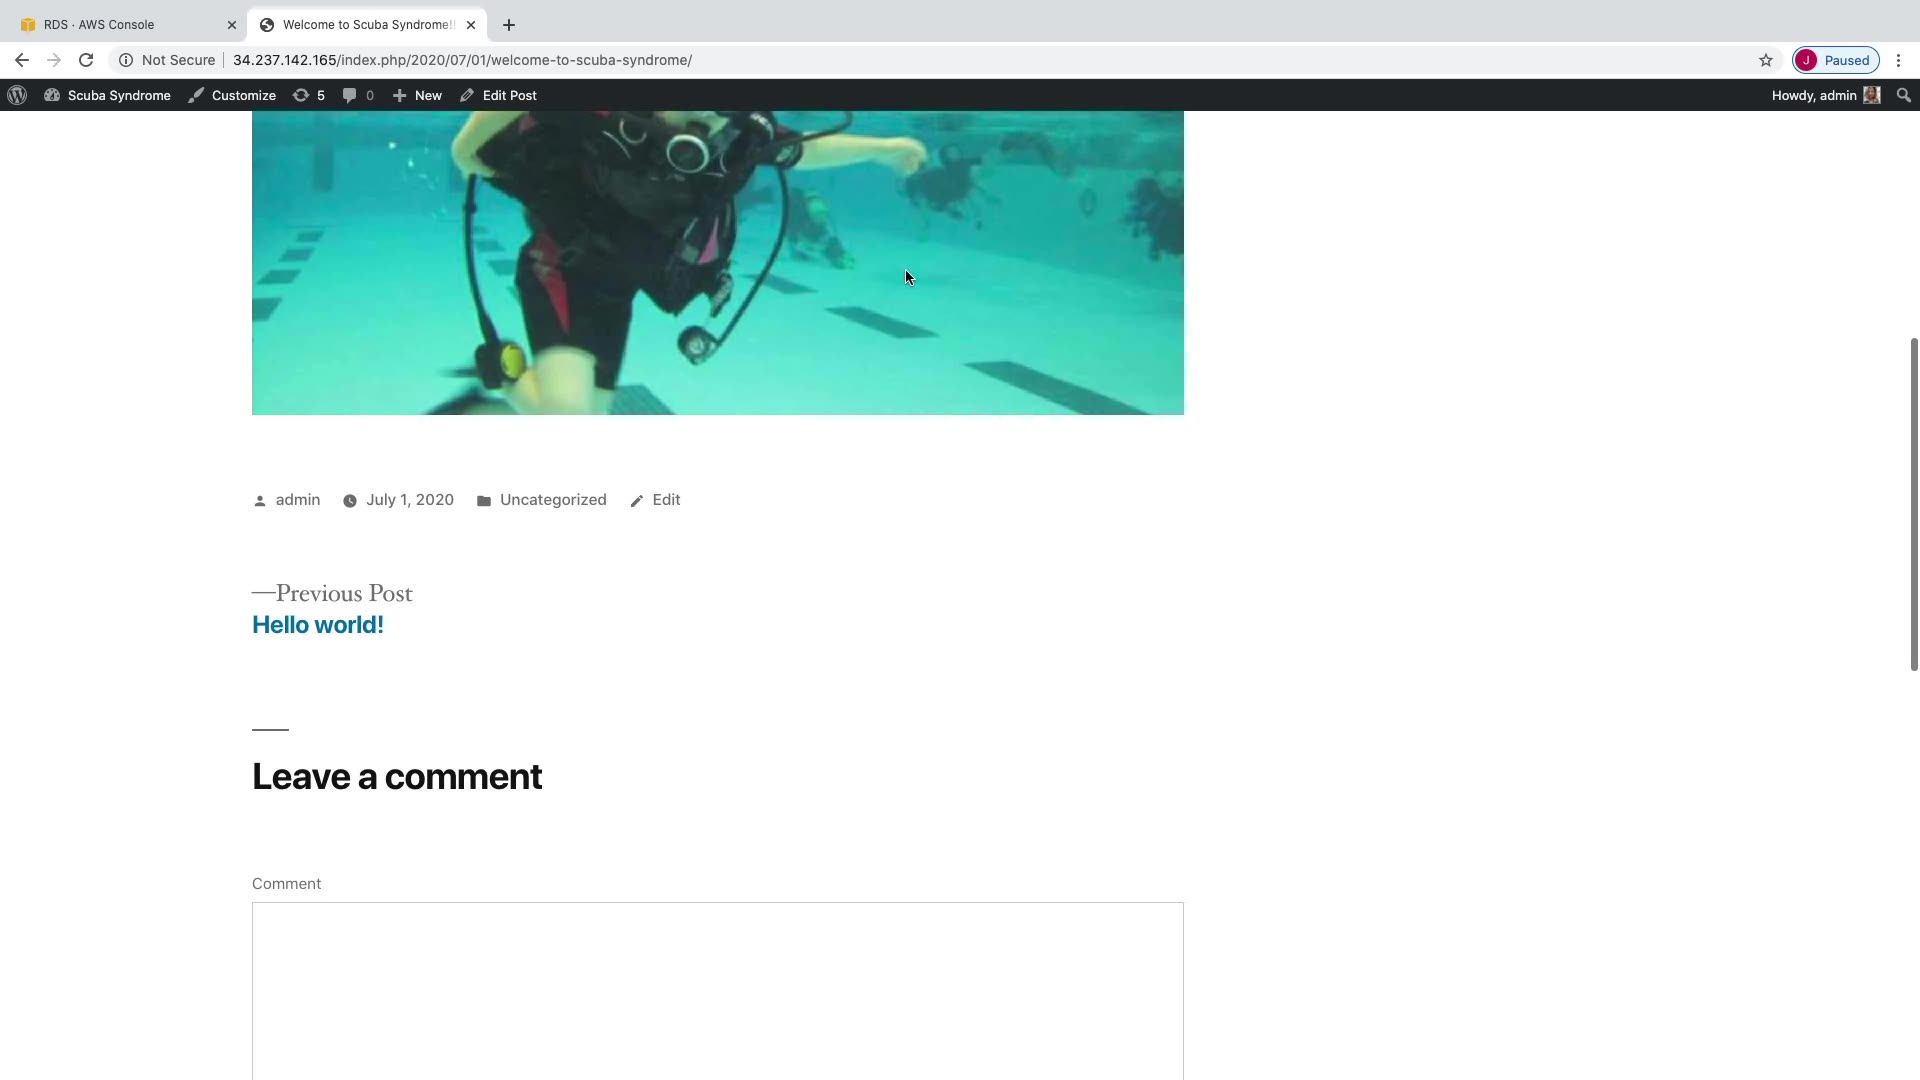 RDS · AWS Console
Welcome to Scuba Syndrome!!
Not Secure
34.237.142.165/index.php/2020/07/01/welcome-to-scuba-syndrome/
J
Paused
Scuba Syndrome
Customize
5
0
New
Edit Post
Howdy, admin
admin
July 1, 2020
Uncategorized
Edit
—Previous Post
Hello world!
Leave a comment
Comment